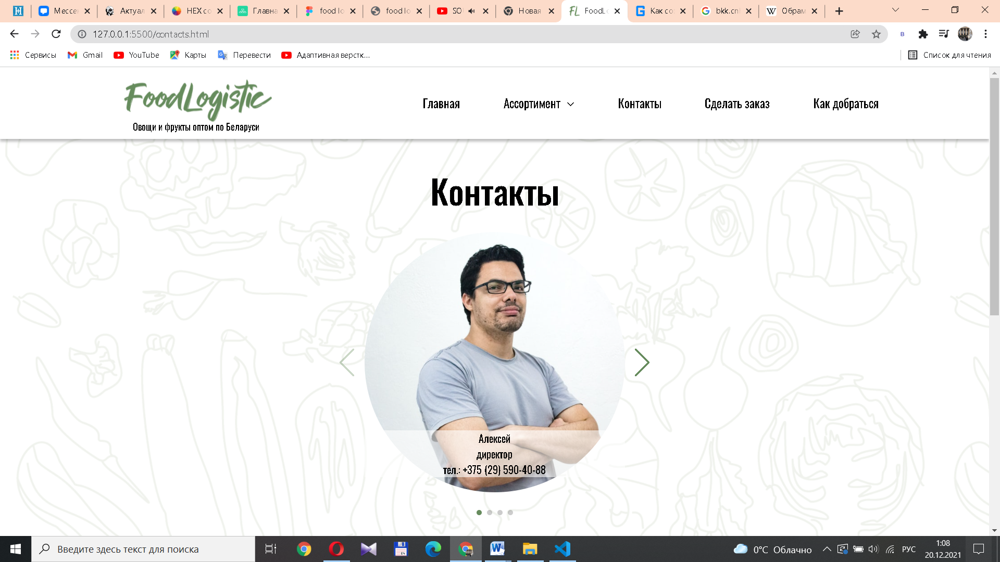 Мессен
Актуал
HEX co
Главна
food lo
food lo
SO
Новая
FoodLo
Как со
bkk.cn
Обрам
127.0.0.1:5500/contacts.html
Сервисы
Gmail
YouTube
Карты
Перевести
Адаптивная верстк...
Список для чтения
FoodLogistic
Овощи и фрукты оптом по Беларуси
Главная
Ассортимент
Контакты
Сделать заказ
Как добраться
Контакты
Алексей
директор
тел.: +375 (29) 590-40-88
Введите здесь текст для поиска
0°C Облачно
РУС
1:08
20.12.2021